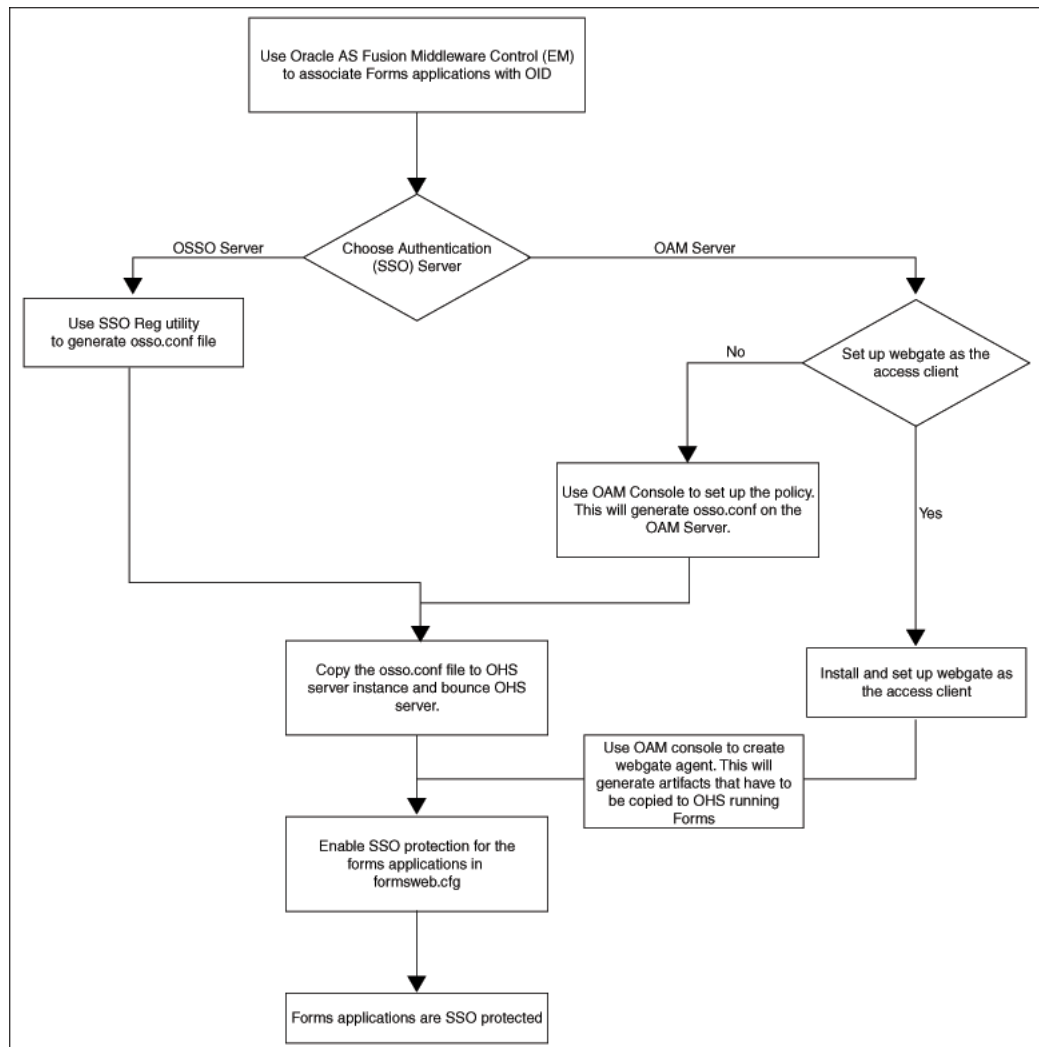 Use Oracle AS Fusion Middleware Control (EM)
to associate Forms applications with OID
OSSO Server
Choose Authentication
(SSO) Server
OAM Server
Use SSO Reg utility
to generate osso.conf file
No
Set up webgate as the
access client
Use OAM Console to set up the policy.
This will generate osso.conf on the
OAM Server.
Yes
Copy the osso.conf file to OHS
server instance and bounce OHS
server.
Install and set up webgate as
the access client
Use OAM console to create
webgate agent. This will
generate artifacts that have to
be copied to OHS running
Forms
Enable SSO protection for the
forms applications in
formsweb.cfg
Forms applications are SSO protected